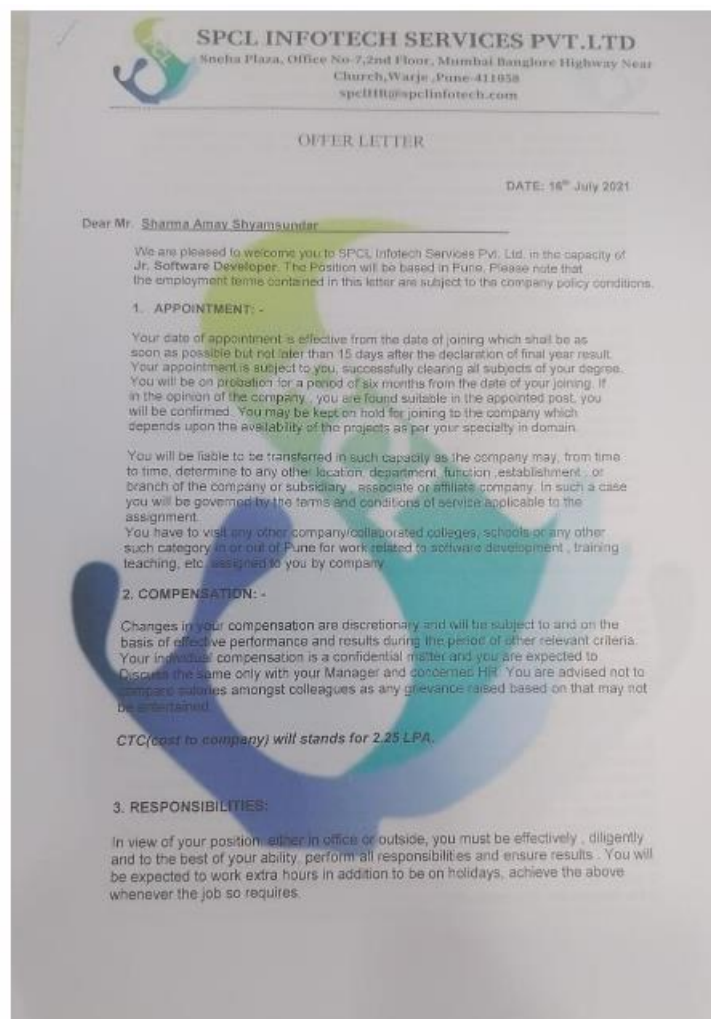 SPCL
SPCL INFOTECH SERVICES PVT.LTD
Sneha Plaza, Office No-7,2nd Floor, Mumbai Banglore Highway Near
Church,Warje ,Pune-411058
spclHR@spclinfotech.com
OFFER LETTER
DATE: 16th July 2021
Dear Mr. Sharma Amay Shyamsundar
We are pleased to welcome you to SPCL Infotech Services Pvt. Ltd. in the capacity of
Jr. Software Developer. The Position will be based in Pune. Please note that
the employment terms contained in this letter are subject to the company policy conditions.
1. APPOINTMENT: -
Your date of appointment is effective from the date of joining which shall be as
soon as possible but not later than 15 days after the declaration of final year result.
Your appointment is subject to you, successfully clearing all subjects of your degree.
You will be on probation for a period of six months from the date of your joining. If
in the opinion of the company , you are found suitable in the appointed post, you
will be confirmed. You may be kept on hold for joining to the company which
depends upon the availability of the projects as per your specialty in domain.
You will be liable to be transferred in such capacity as the company may, from time
to time, determine to any other location, department ,function ,establishment , or
branch of the company or subsidiary , associate or affiliate company. In such a case
you will be governed by the terms and conditions of service applicable to the
assignment.
You have to visit any other company/collaborated colleges, schools or any other
such category in or out of Pune for work related to software development , training
teaching, etc. assigned to you by company
2. COMPENSATION: -
Changes in your compensation are discretionary and will be subject to and on the
basis of effective performance and results during the period of other relevant criteria.
Your individual compensation is a confidential matter and you are expected to
Discuss the same only with your Manager and concerned HR. You are advised not to
compare salaries amongst colleagues as any grievance raised based on that may not
be entertained.
CTC(cost to company) will stands for 2.25 LPA.
3. RESPONSIBILITIES:
In view of your position, either in office or outside, you must be effectively , diligently
and to the best of your ability, perform all responsibilities and ensure results . You will
be expected to work extra hours in addition to be on holidays, achieve the above
whenever the job so requires.